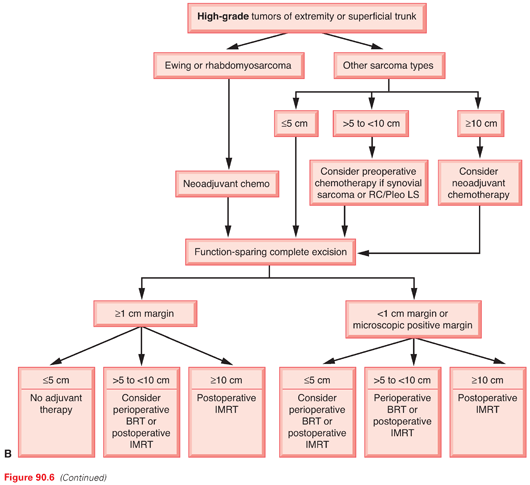 High-grade tumors of extremity or superficial trunk
Ewing or rhabdomyosarcoma
Other sarcoma types
≤5 cm
>5 to <10 cm
≥10 cm
Neoadjuvant chemo
Consider preoperative
chemotherapy if synovial
sarcoma or RC/Pleo LS
Consider
neoadjuvant
chemotherapy
Function-sparing complete excision
≥1 cm margin
<1 cm margin or
microscopic positive margin
≤5 cm
No adjuvant
therapy
>5 to <10 cm
Consider
perioperative
BRT or
postoperative
IMRT
≥10 cm
Postoperative
IMRT
≤5 cm
Consider
perioperative
BRT or
postoperative
IMRT
>5 to <10 cm
Perioperative
BRT or
postoperative
IMRT
≥10 cm
Postoperative
IMRT
B
Figure 90.6 (Continued)